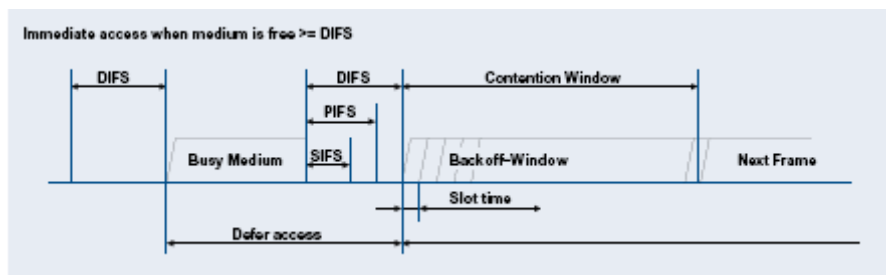 Immediate access when medium is free >= DIFS
DIFS DIFS Contention Window
PIFS
Busy Medium SIFS Backoff-Window Next Frame
Slot time
Defer access